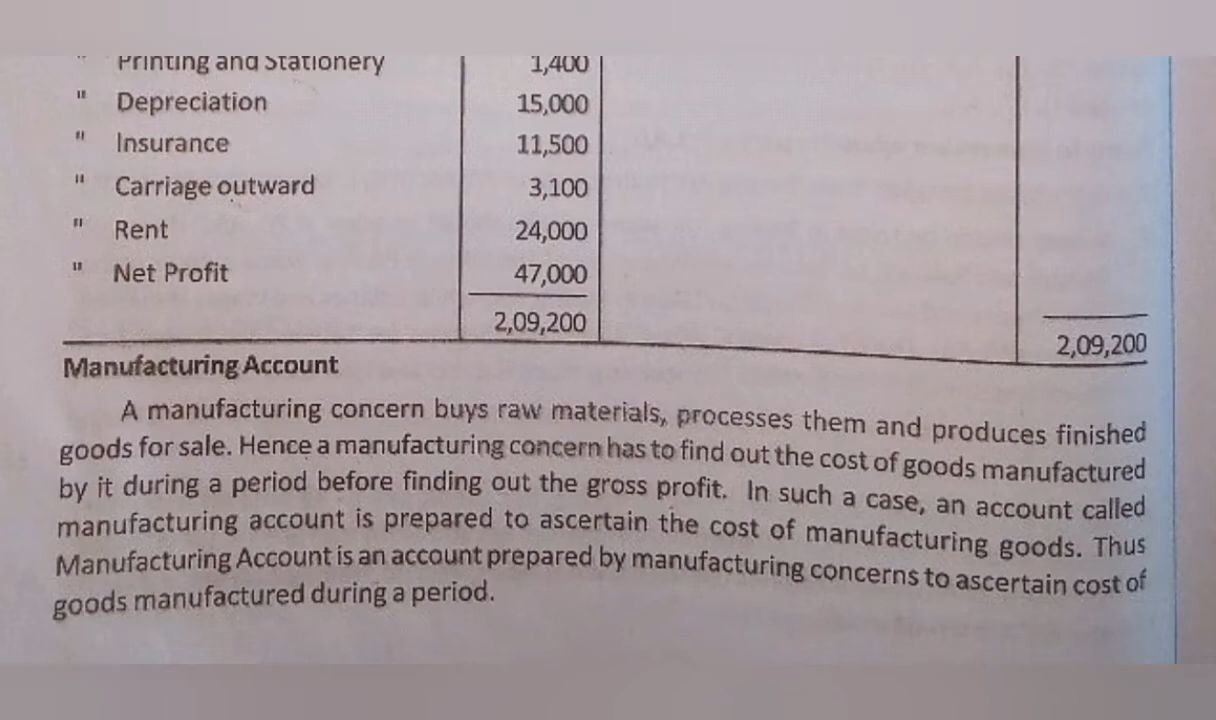 " Printing and Stationery 1,400
" Depreciation 15,000
" Insurance 11,500
" Carriage outward 3,100
" Rent 24,000
" Net Profit 47,000
2,09,200 2,09,200
Manufacturing Account
A manufacturing concern buys raw materials, processes them and produces finished
goods for sale. Hence a manufacturing concern has to find out the cost of goods manufactured
by it during a period before finding out the gross profit. In such a case, an account called
manufacturing account is prepared to ascertain the cost of manufacturing goods. Thus
Manufacturing Account is an account prepared by manufacturing concerns to ascertain cost of
goods manufactured during a period.